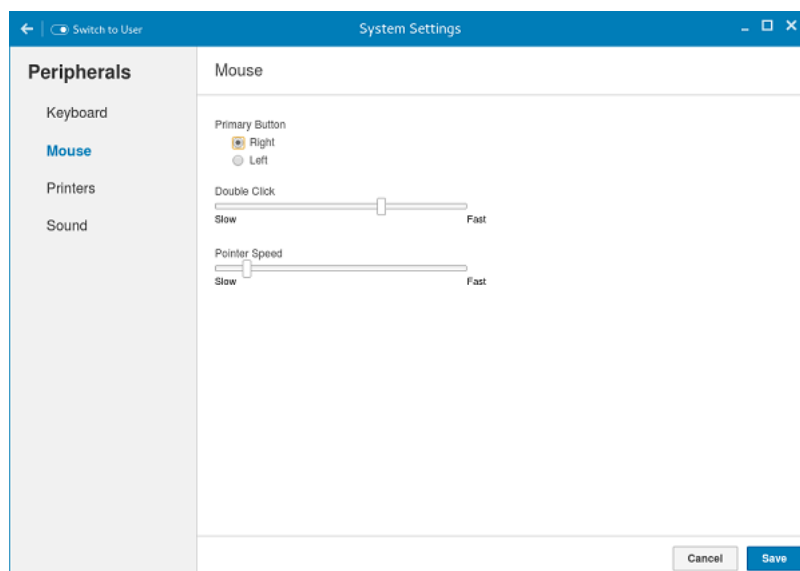 Switch to User
System Settings
Peripherals
Keyboard
Mouse
Printers
Sound
Mouse
Primary Button
Right
Left
Double Click
Slow Fast
Pointer Speed
Slow Fast
Cancel Save